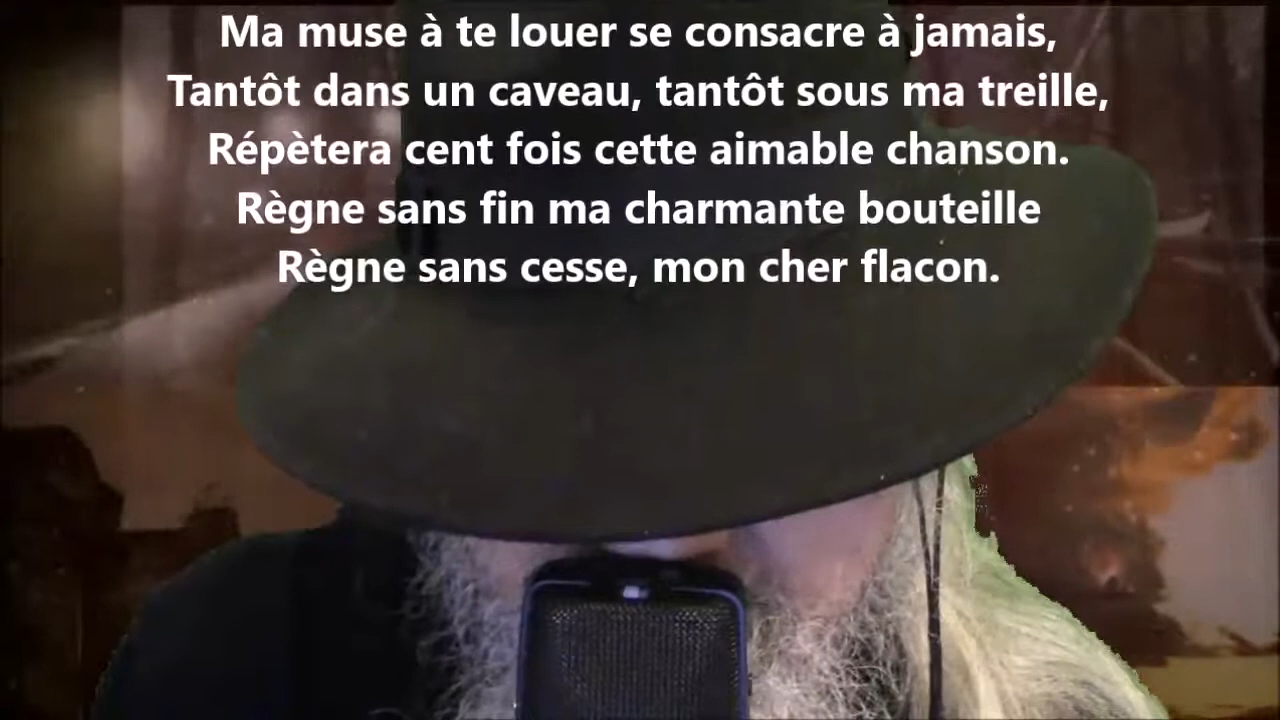 Ma muse à te louer se consacre à jamais,
Tantôt dans un caveau, tantôt sous ma treille,
Répètera cent fois cette aimable chanson.
Règne sans fin ma charmante bouteille
Règne sans cesse, mon cher flacon.